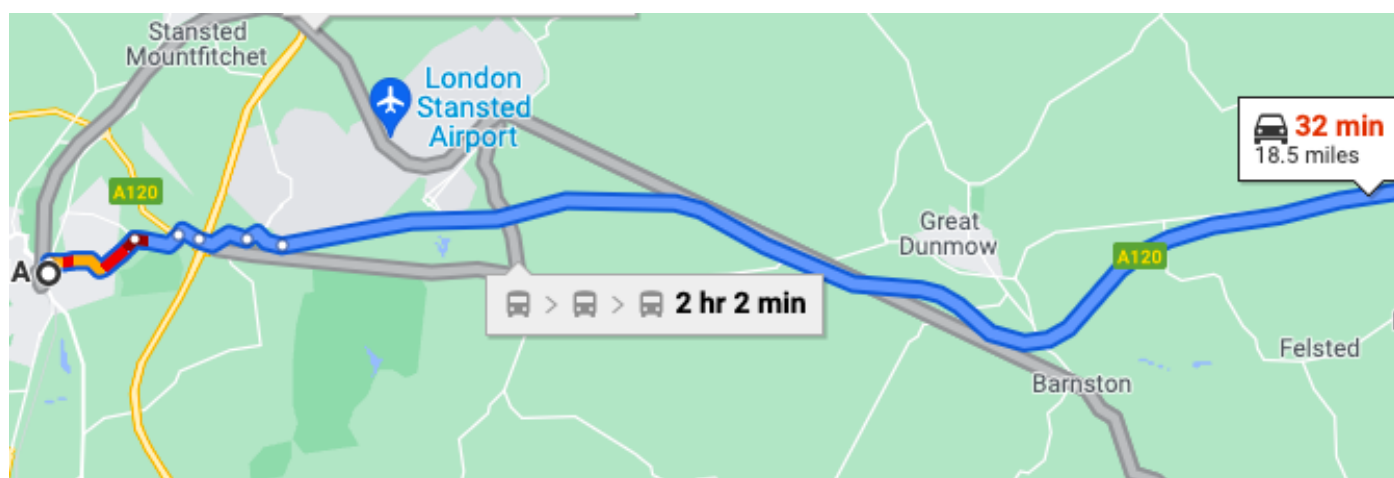 Stansted
Mountfitchet
London
Stansted
Airport
32 min
18.5 miles
A120
Great
Dunmow
A120
A
> > 2 hr 2 min
Felsted
Barnston